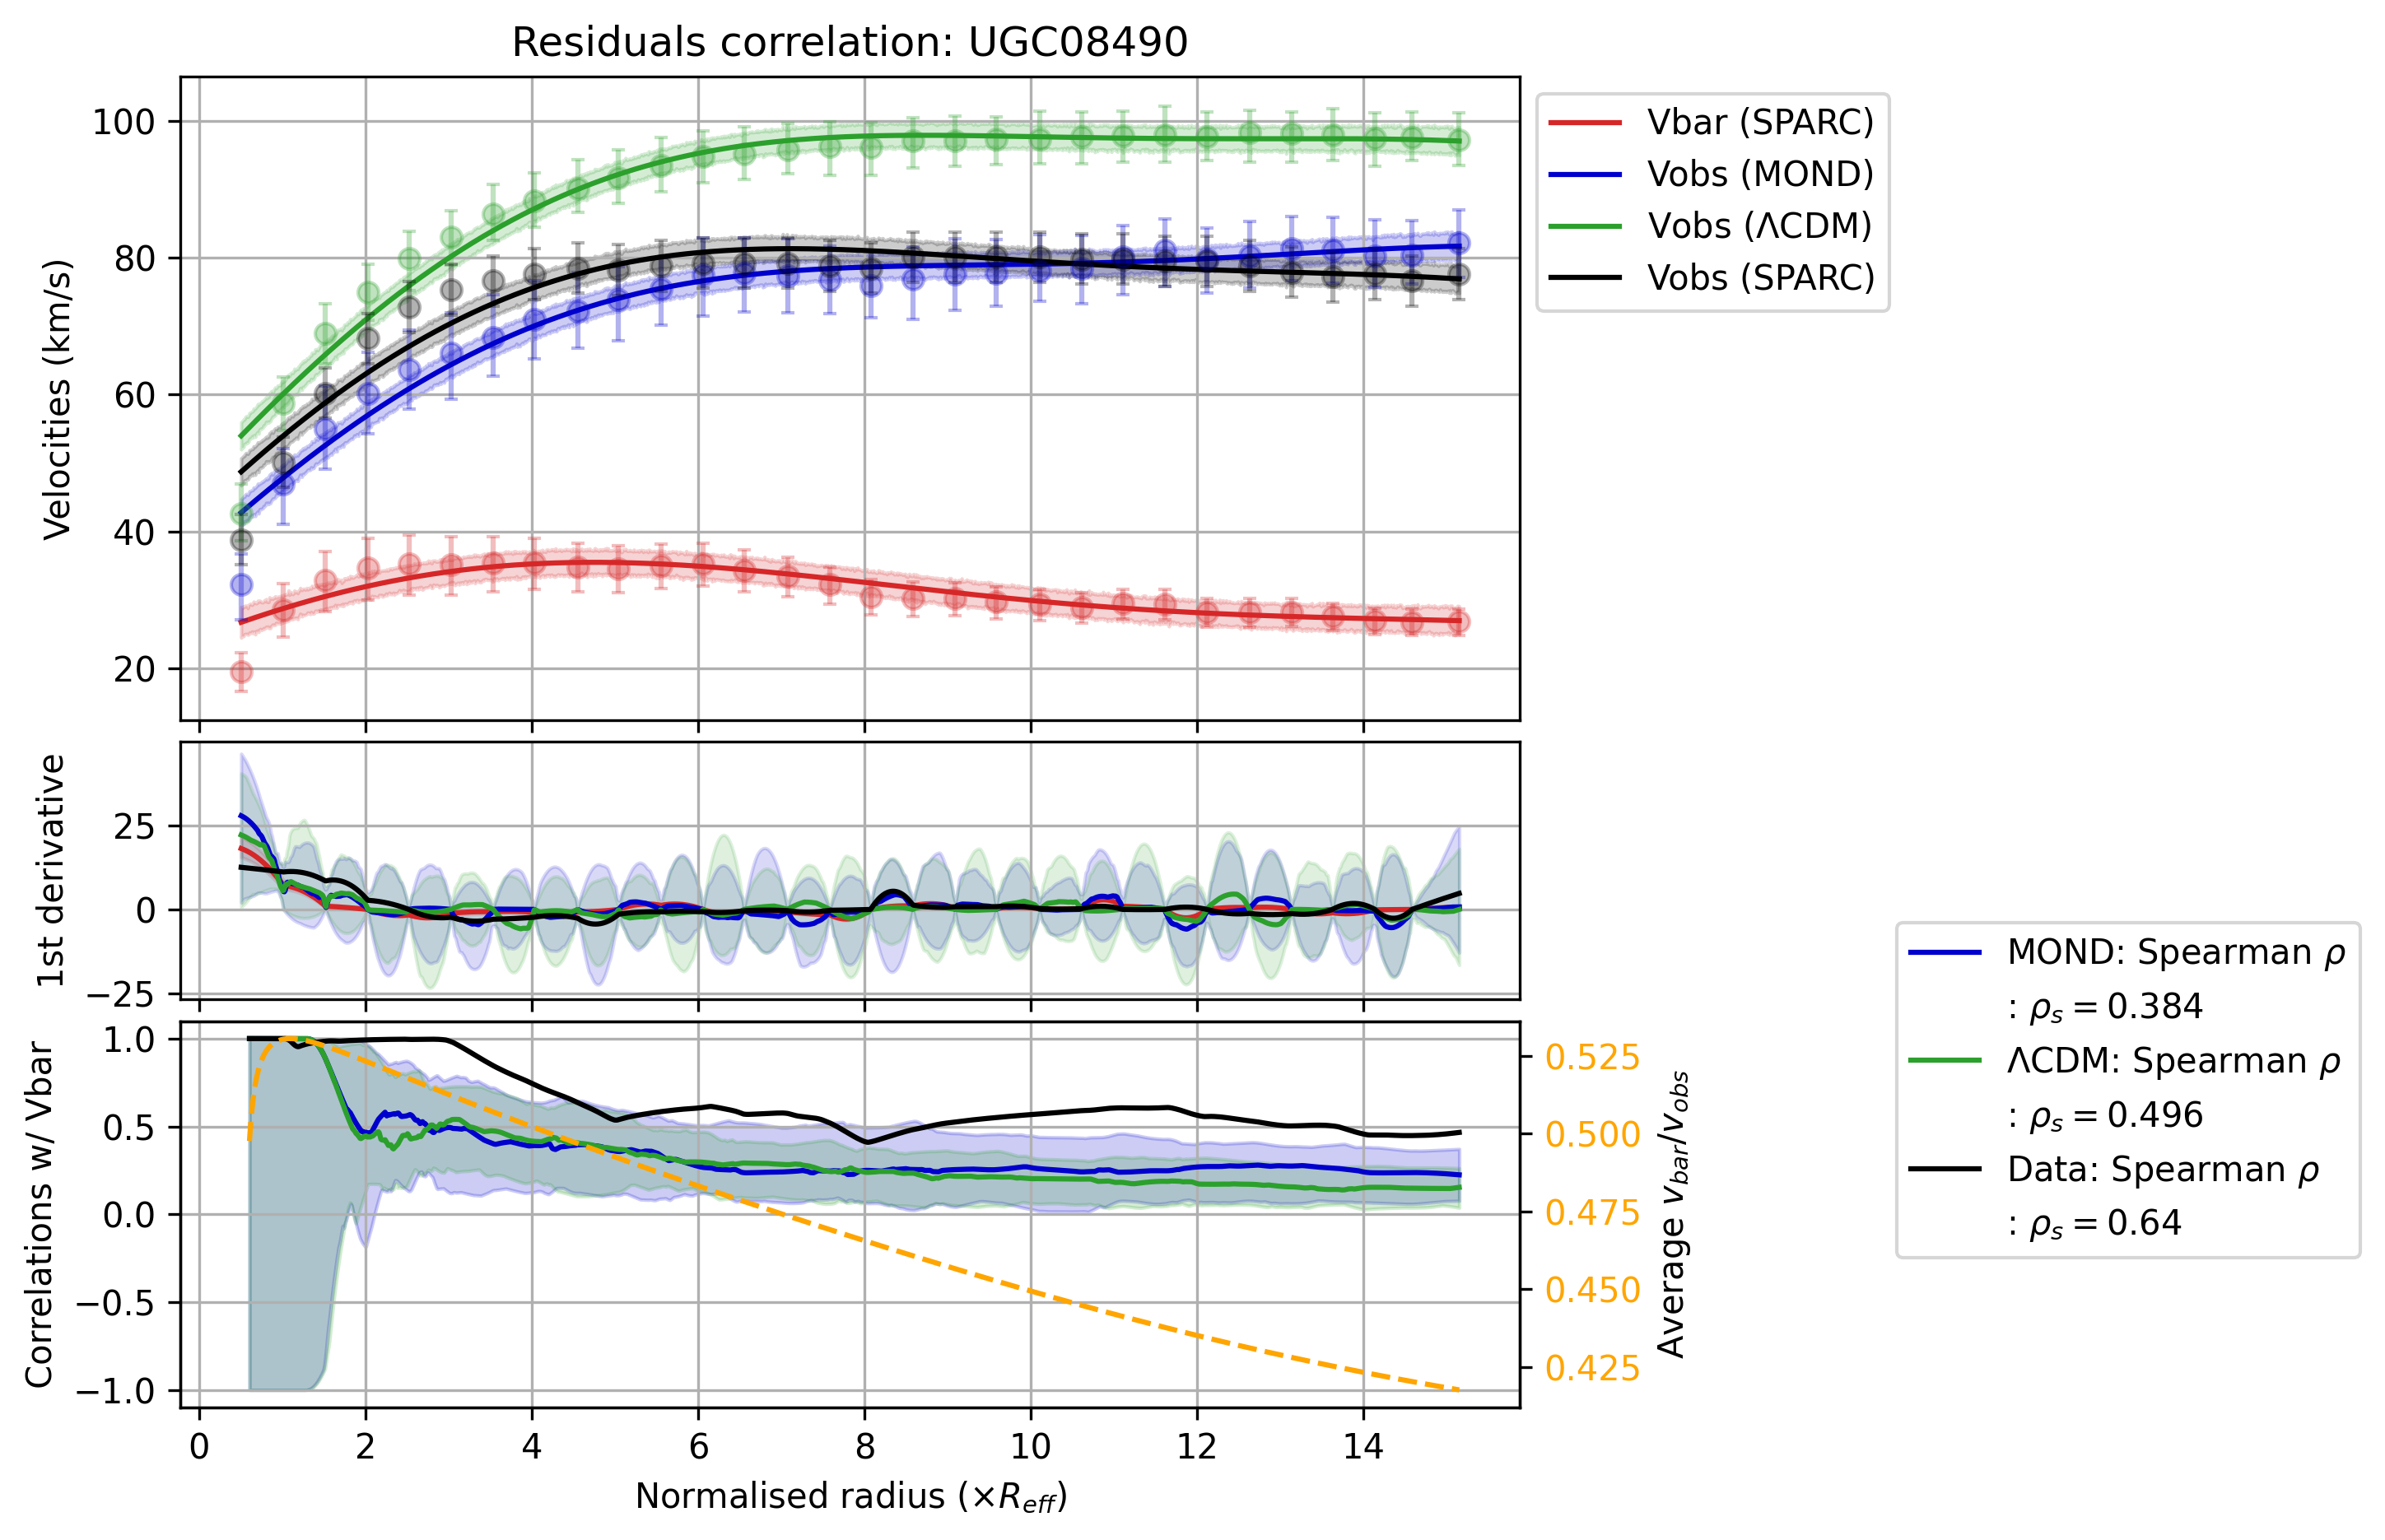 Residuals correlation: UGC08490
Velocities (km/s)
100
80
60
40
20
Vbar (SPARC)
Vobs (MOND)
Vobs (ΛCDM)
Vobs (SPARC)
1st derivative
25
0
−25
Correlations w/ Vbar
1.0
0.5
0.0
−0.5
−1.0
0.525
0.500
0.475
0.450
0.425
Average v_bar/v_obs
MOND: Spearman ρ
: ρ_s = 0.384
ΛCDM: Spearman ρ
: ρ_s = 0.496
Data: Spearman ρ
: ρ_s = 0.64
0 2 4 6 8 10 12 14
Normalised radius (×R_eff)